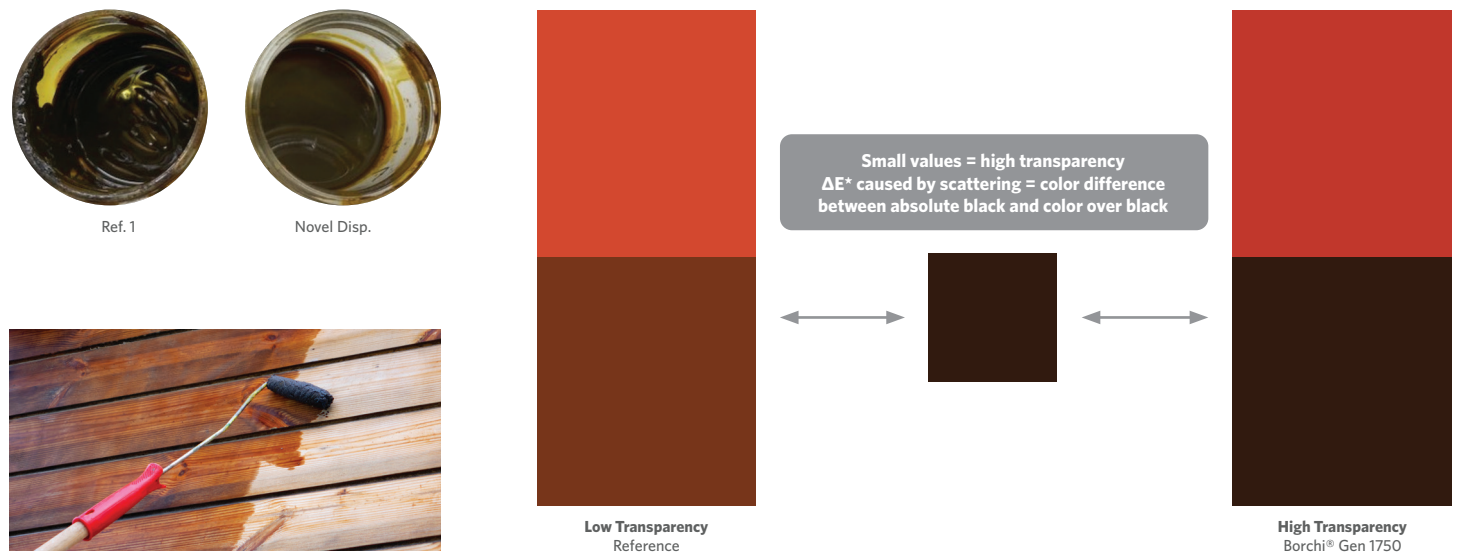 Ref. 1
Novel Disp.
Small values = high transparency
ΔE* caused by scattering = color difference
between absolute black and color over black
Low Transparency
Reference
High Transparency
Borchi® Gen 1750